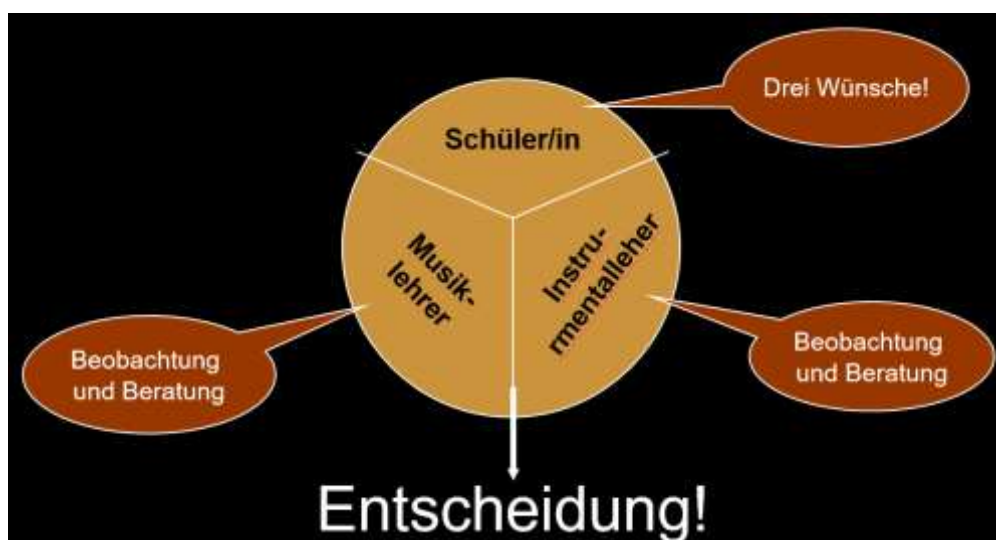 Drei Wünsche!
Schüler/in
Musik-
lehrer
Instru-
rmentalleher
Beobachtung
und Beratung
Beobachtung
und Beratung
Entscheidung!